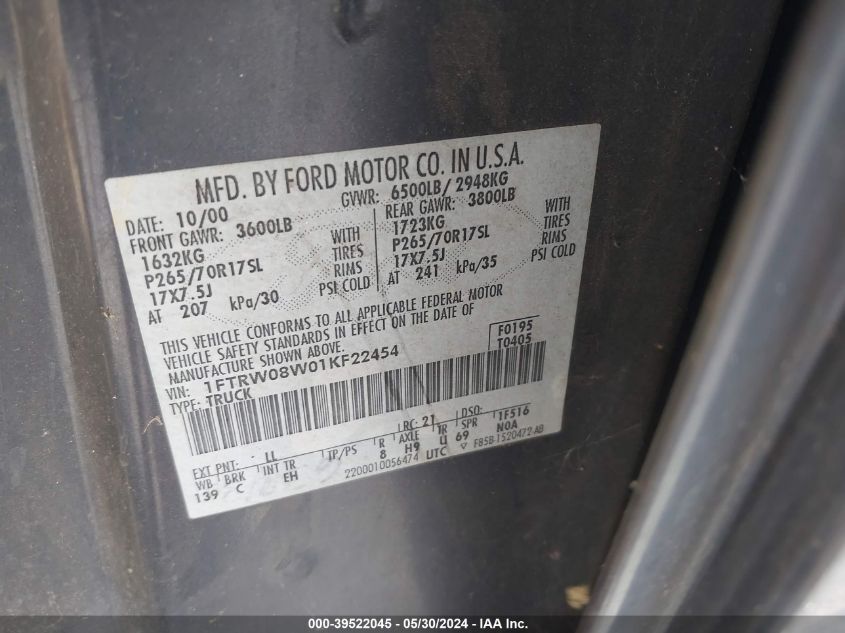 MFD. BY FORD MOTOR CO. IN U.S.A.
DATE: 10/00 GVWR: 6500LB/ 2948KG
FRONT GAWR: 3600LB REAR GAWR: 3800LB
1632KG WITH 1723KG WITH
P265/70R17SL TIRES P265/70R17SL TIRES
17X7.5J RIMS 17X7.5J RIMS
AT 207 kPa/30 PSI COLD AT 241 kPa/35 PSI COLD
THIS VEHICLE CONFORMS TO ALL APPLICABLE FEDERAL MOTOR
VEHICLE SAFETY STANDARDS IN EFFECT ON THE DATE OF
MANUFACTURE SHOWN ABOVE. F0195
VIN: 1FTRW08W01KF22454 T0405
TYPE: TRUCK
EXT PNT: LL RC: 21 DSO: 1F516
WB BRK INT TR TP/PS R AXLE TR SPR N0A
139 C EH 8 H9 U 69
2200010056474 UTC ▽ F85B-1520472-AB
000-39522045 - 05/30/2024 - IAA Inc.